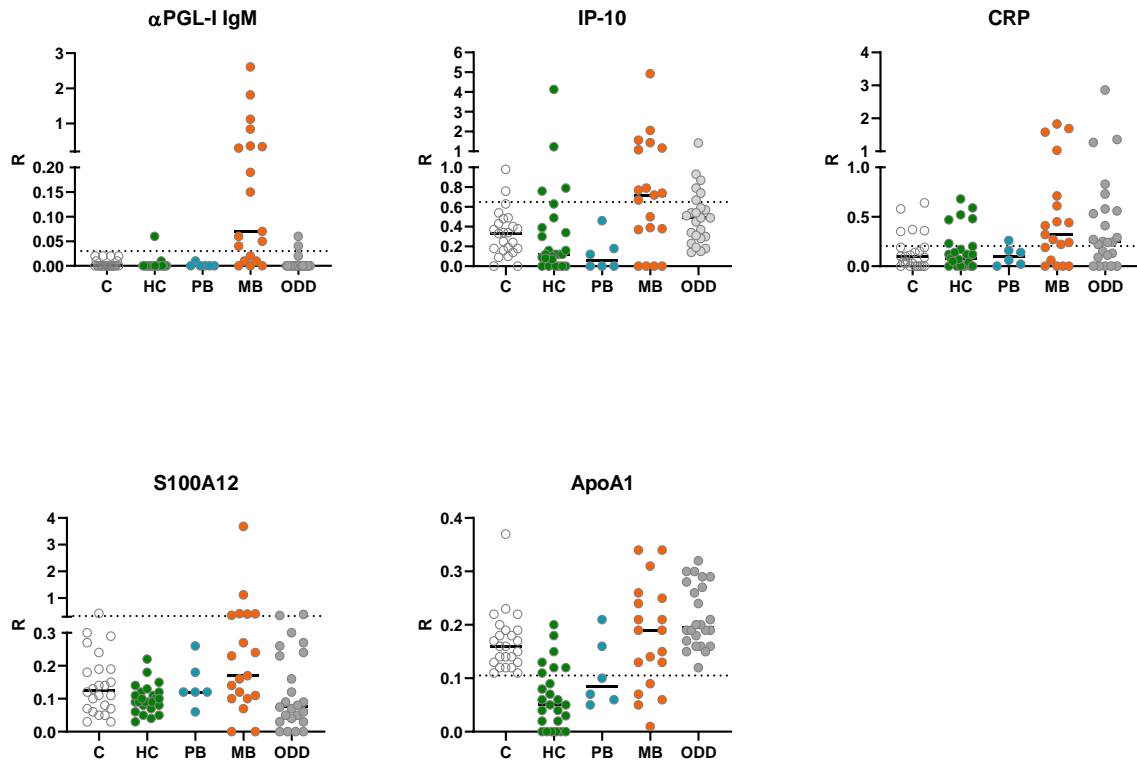 αPGL-I IgM
R
3
2
1
0.20
0.15
0.10
0.05
0.00
C HC PB MB ODD
IP-10
R
6
5
4
3
2
1
1.0
0.8
0.6
0.4
0.2
0.0
C HC PB MB ODD
CRP
R
4
3
2
1
1.0
0.5
0.0
C HC PB MB ODD
S100A12
R
4
3
2
1
0.3
0.2
0.1
0.0
C HC PB MB ODD
ApoA1
R
0.4
0.3
0.2
0.1
0.0
C HC PB MB ODD